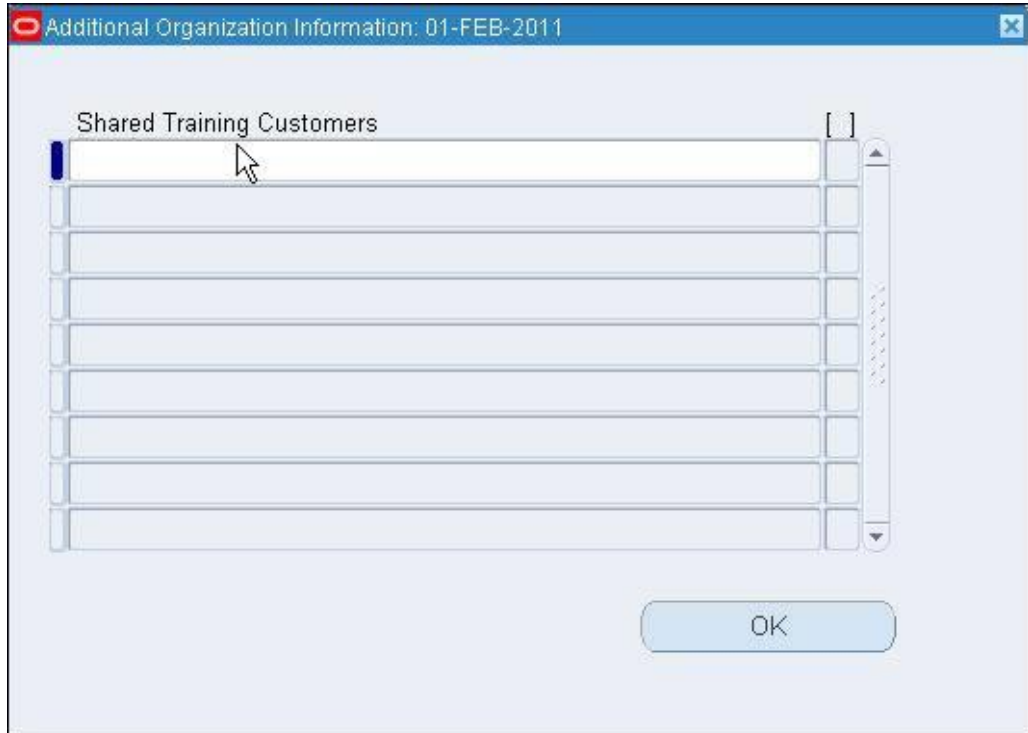 Additional Organization Information: 01-FEB-2011
Shared Training Customers [ ]
OK